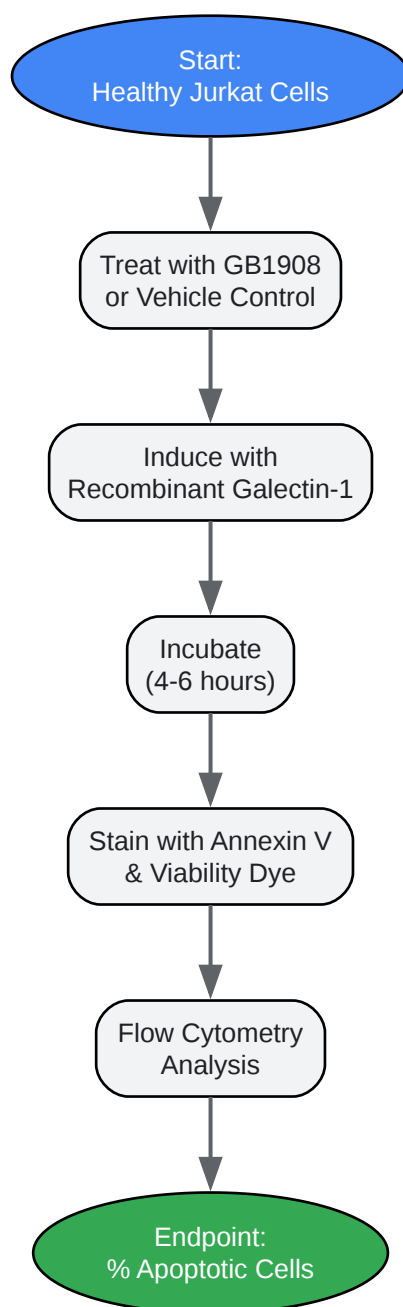 Start:
Healthy Jurkat Cells
Treat with GB1908
or Vehicle Control
Induce with
Recombinant Galectin-1
Incubate
(4-6 hours)
Stain with Annexin V
& Viability Dye
Flow Cytometry
Analysis
Endpoint:
% Apoptotic Cells